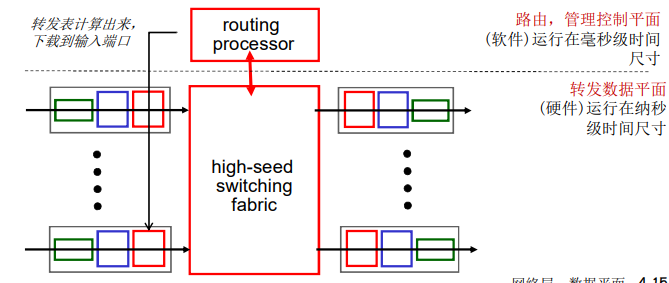 转发表计算出来，
下载到输入端口
routing
processor
路由，管理控制平面
(软件)运行在毫秒级时间
尺寸
转发数据平面
(硬件)运行在纳秒
级时间尺寸
high-seed
switching
fabric
网络层：数据平面 4-15